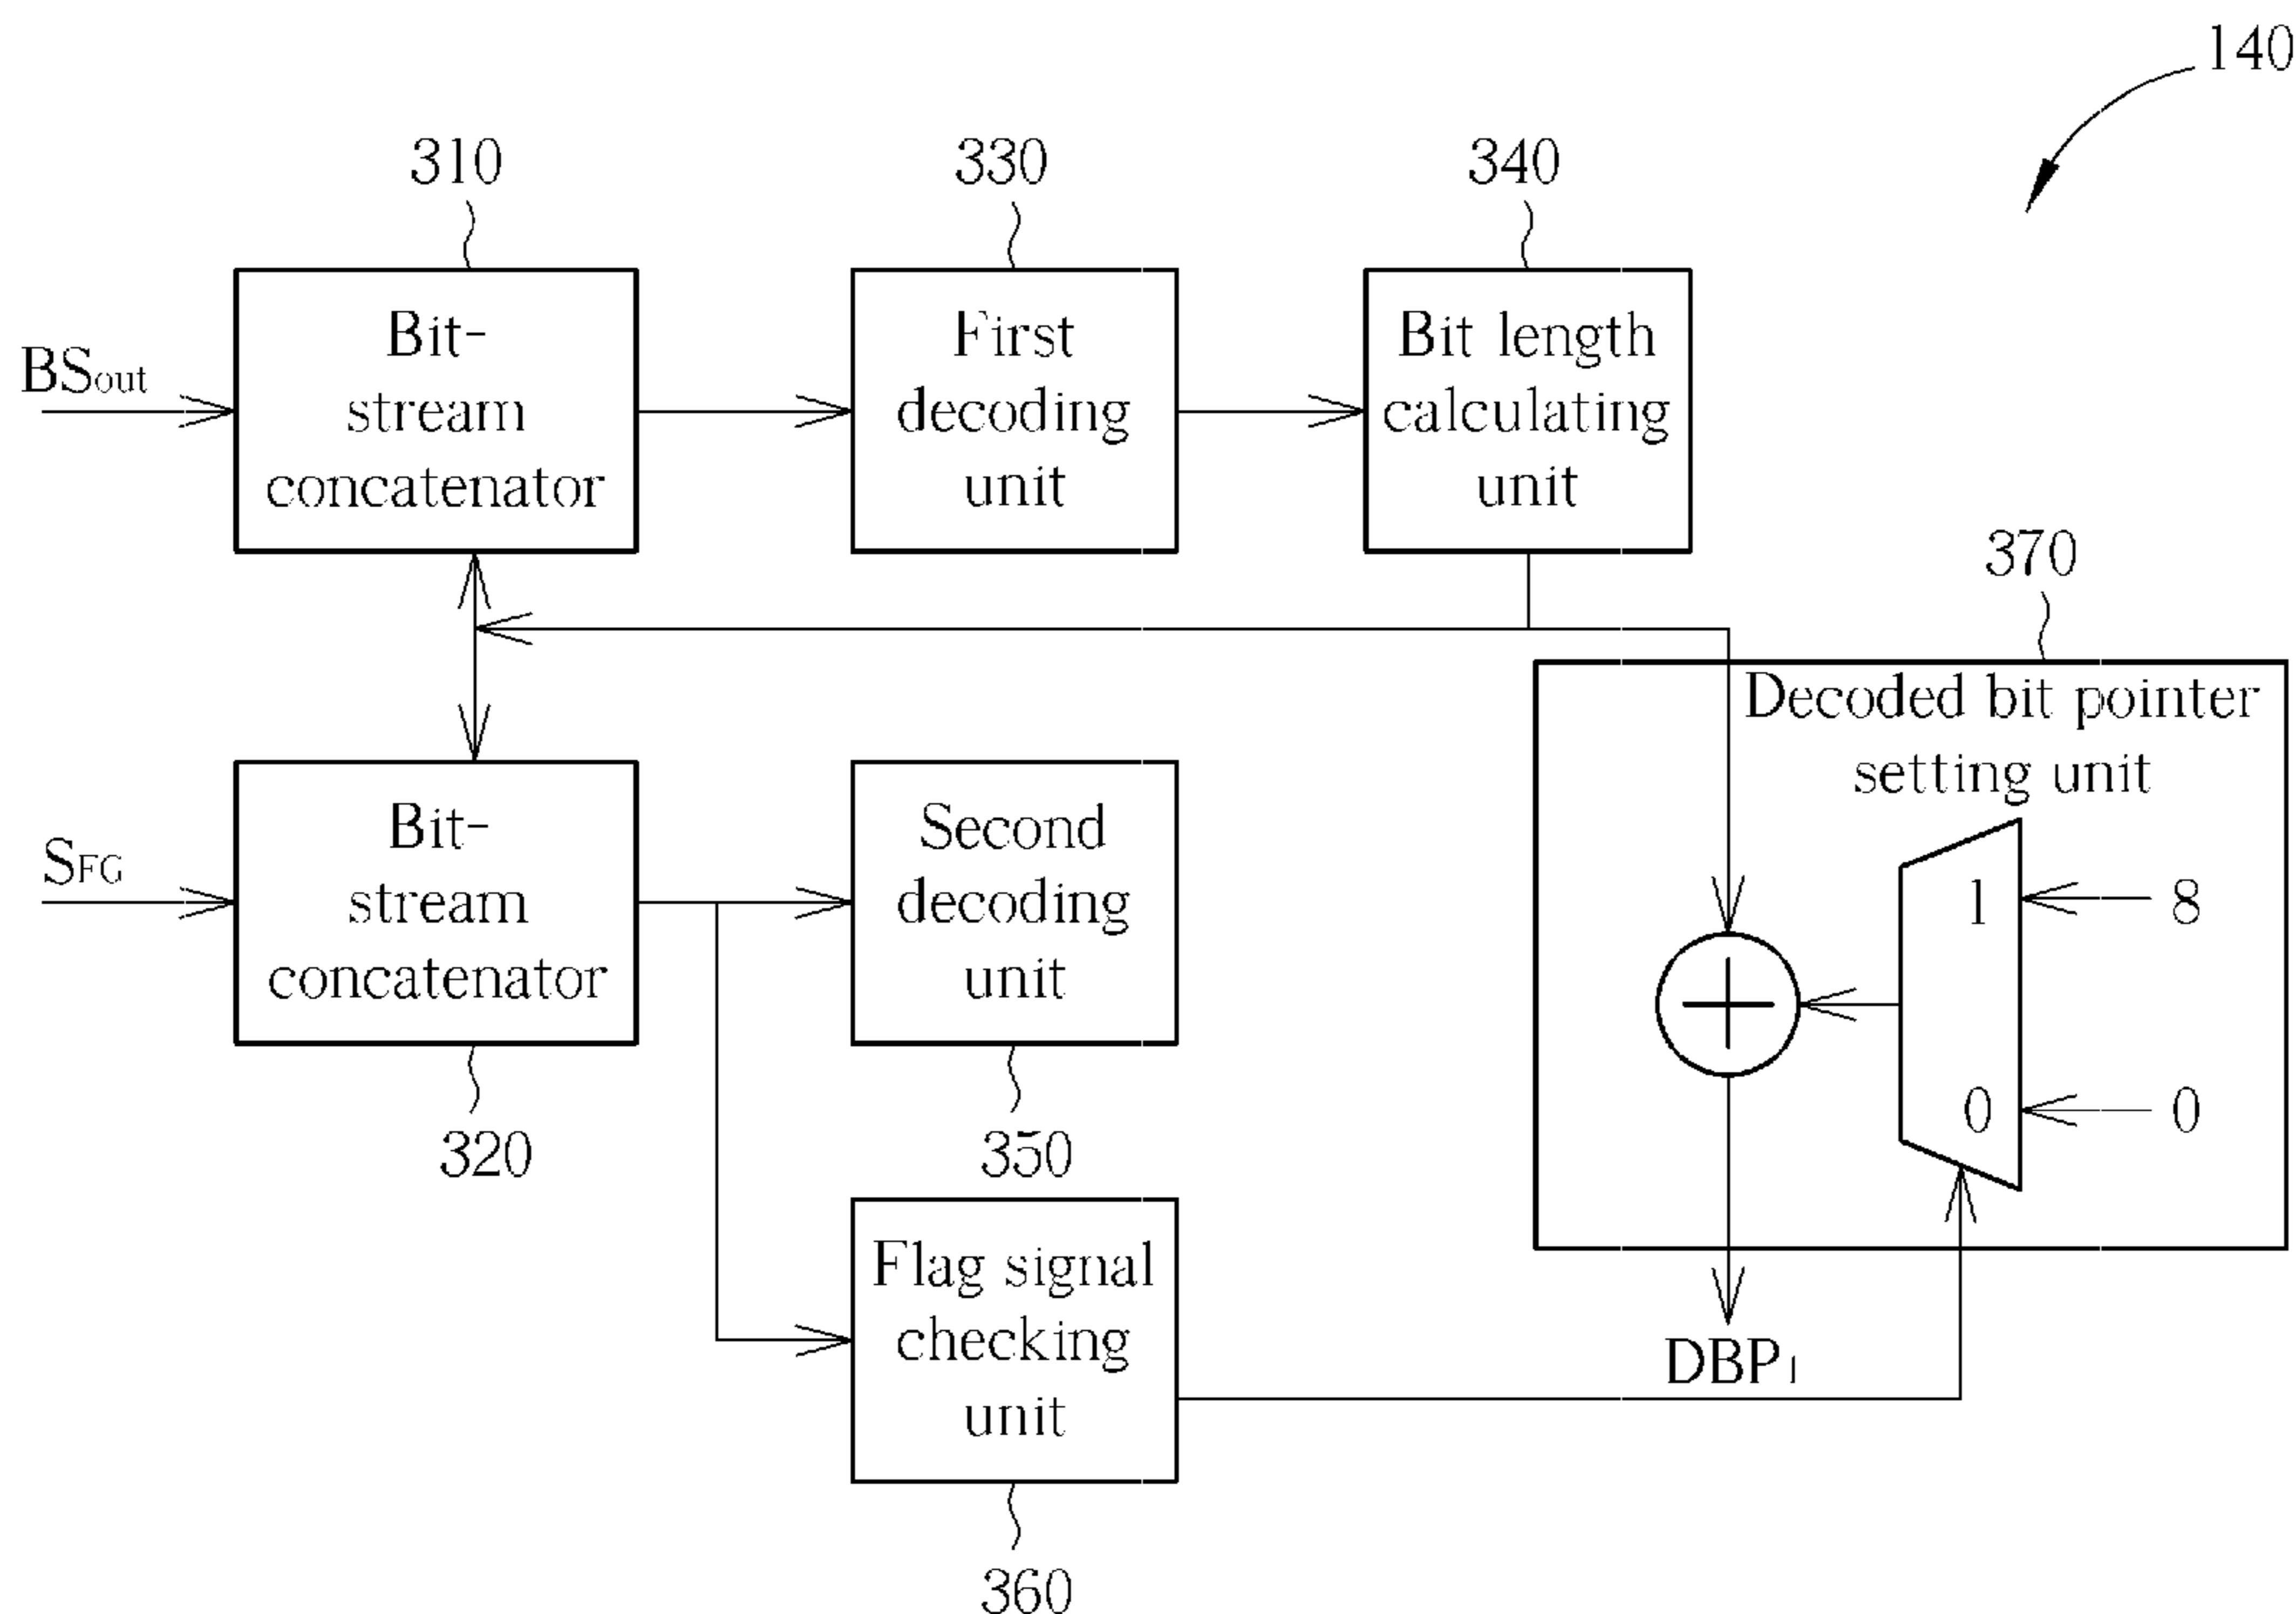 140
310
330
340
Bit-
stream
concatenator
First
decoding
unit
Bit length
calculating
unit
BSout
370
Decoded bit pointer
setting unit
Bit-
stream
concatenator
Second
decoding
unit
SFG
1
8
0
0
320
350
Flag signal
checking
unit
DBP1
360